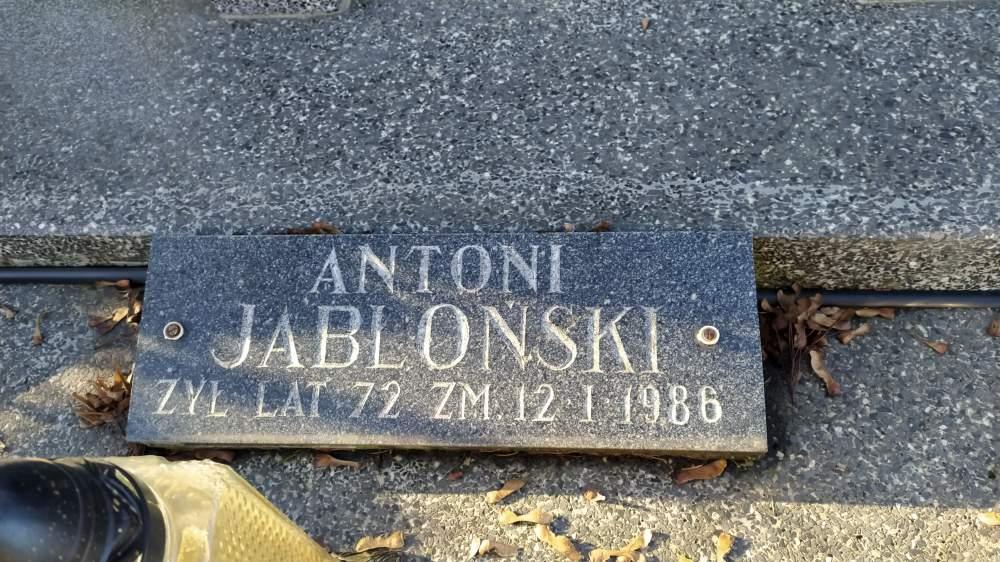 ANTONI
JABŁOŃSKI
ŻYŁ LAT 72 ZM. 12·I·1986